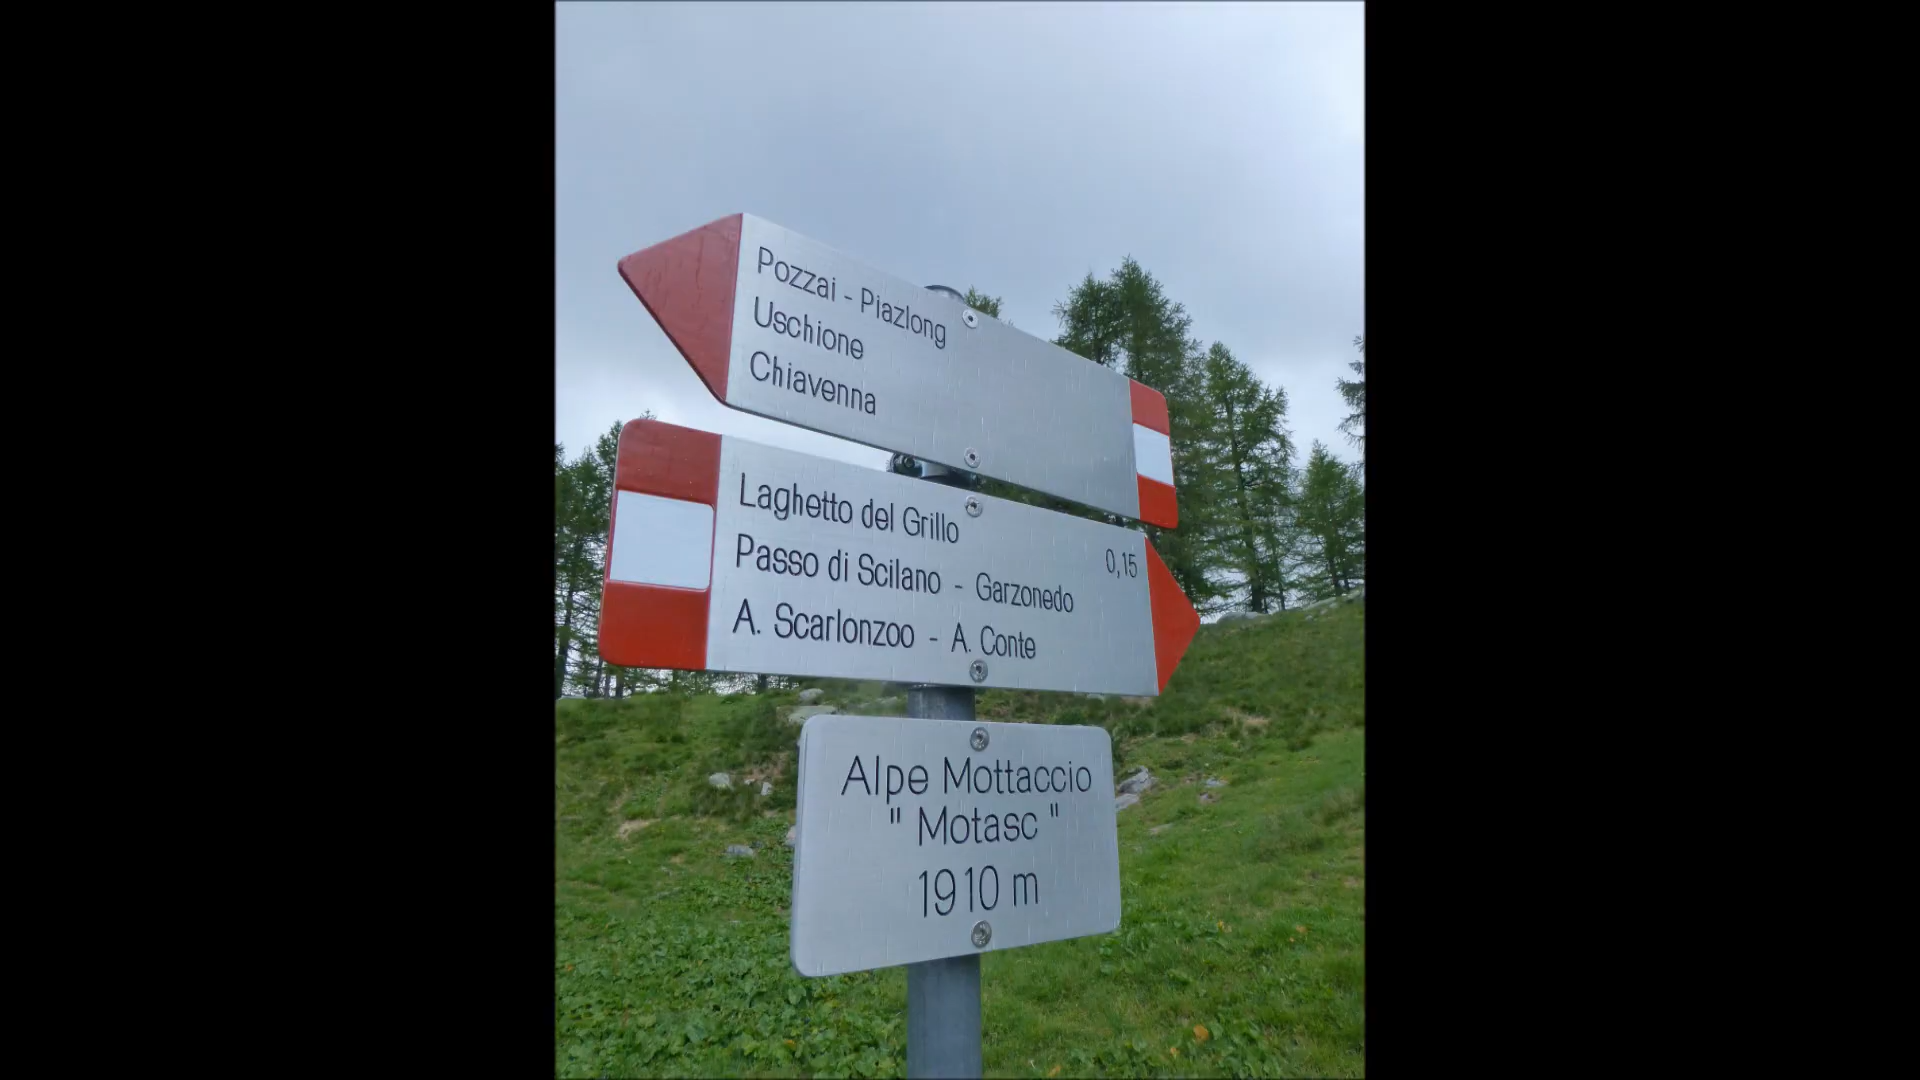 Pozzai - Piazlong
Uschione
Chiavenna
Laghetto del Grillo 0,15
Passo di Scilano - Garzonedo
A. Scarlonzoo - A. Conte
Alpe Mottaccio
" Motasc "
1910 m